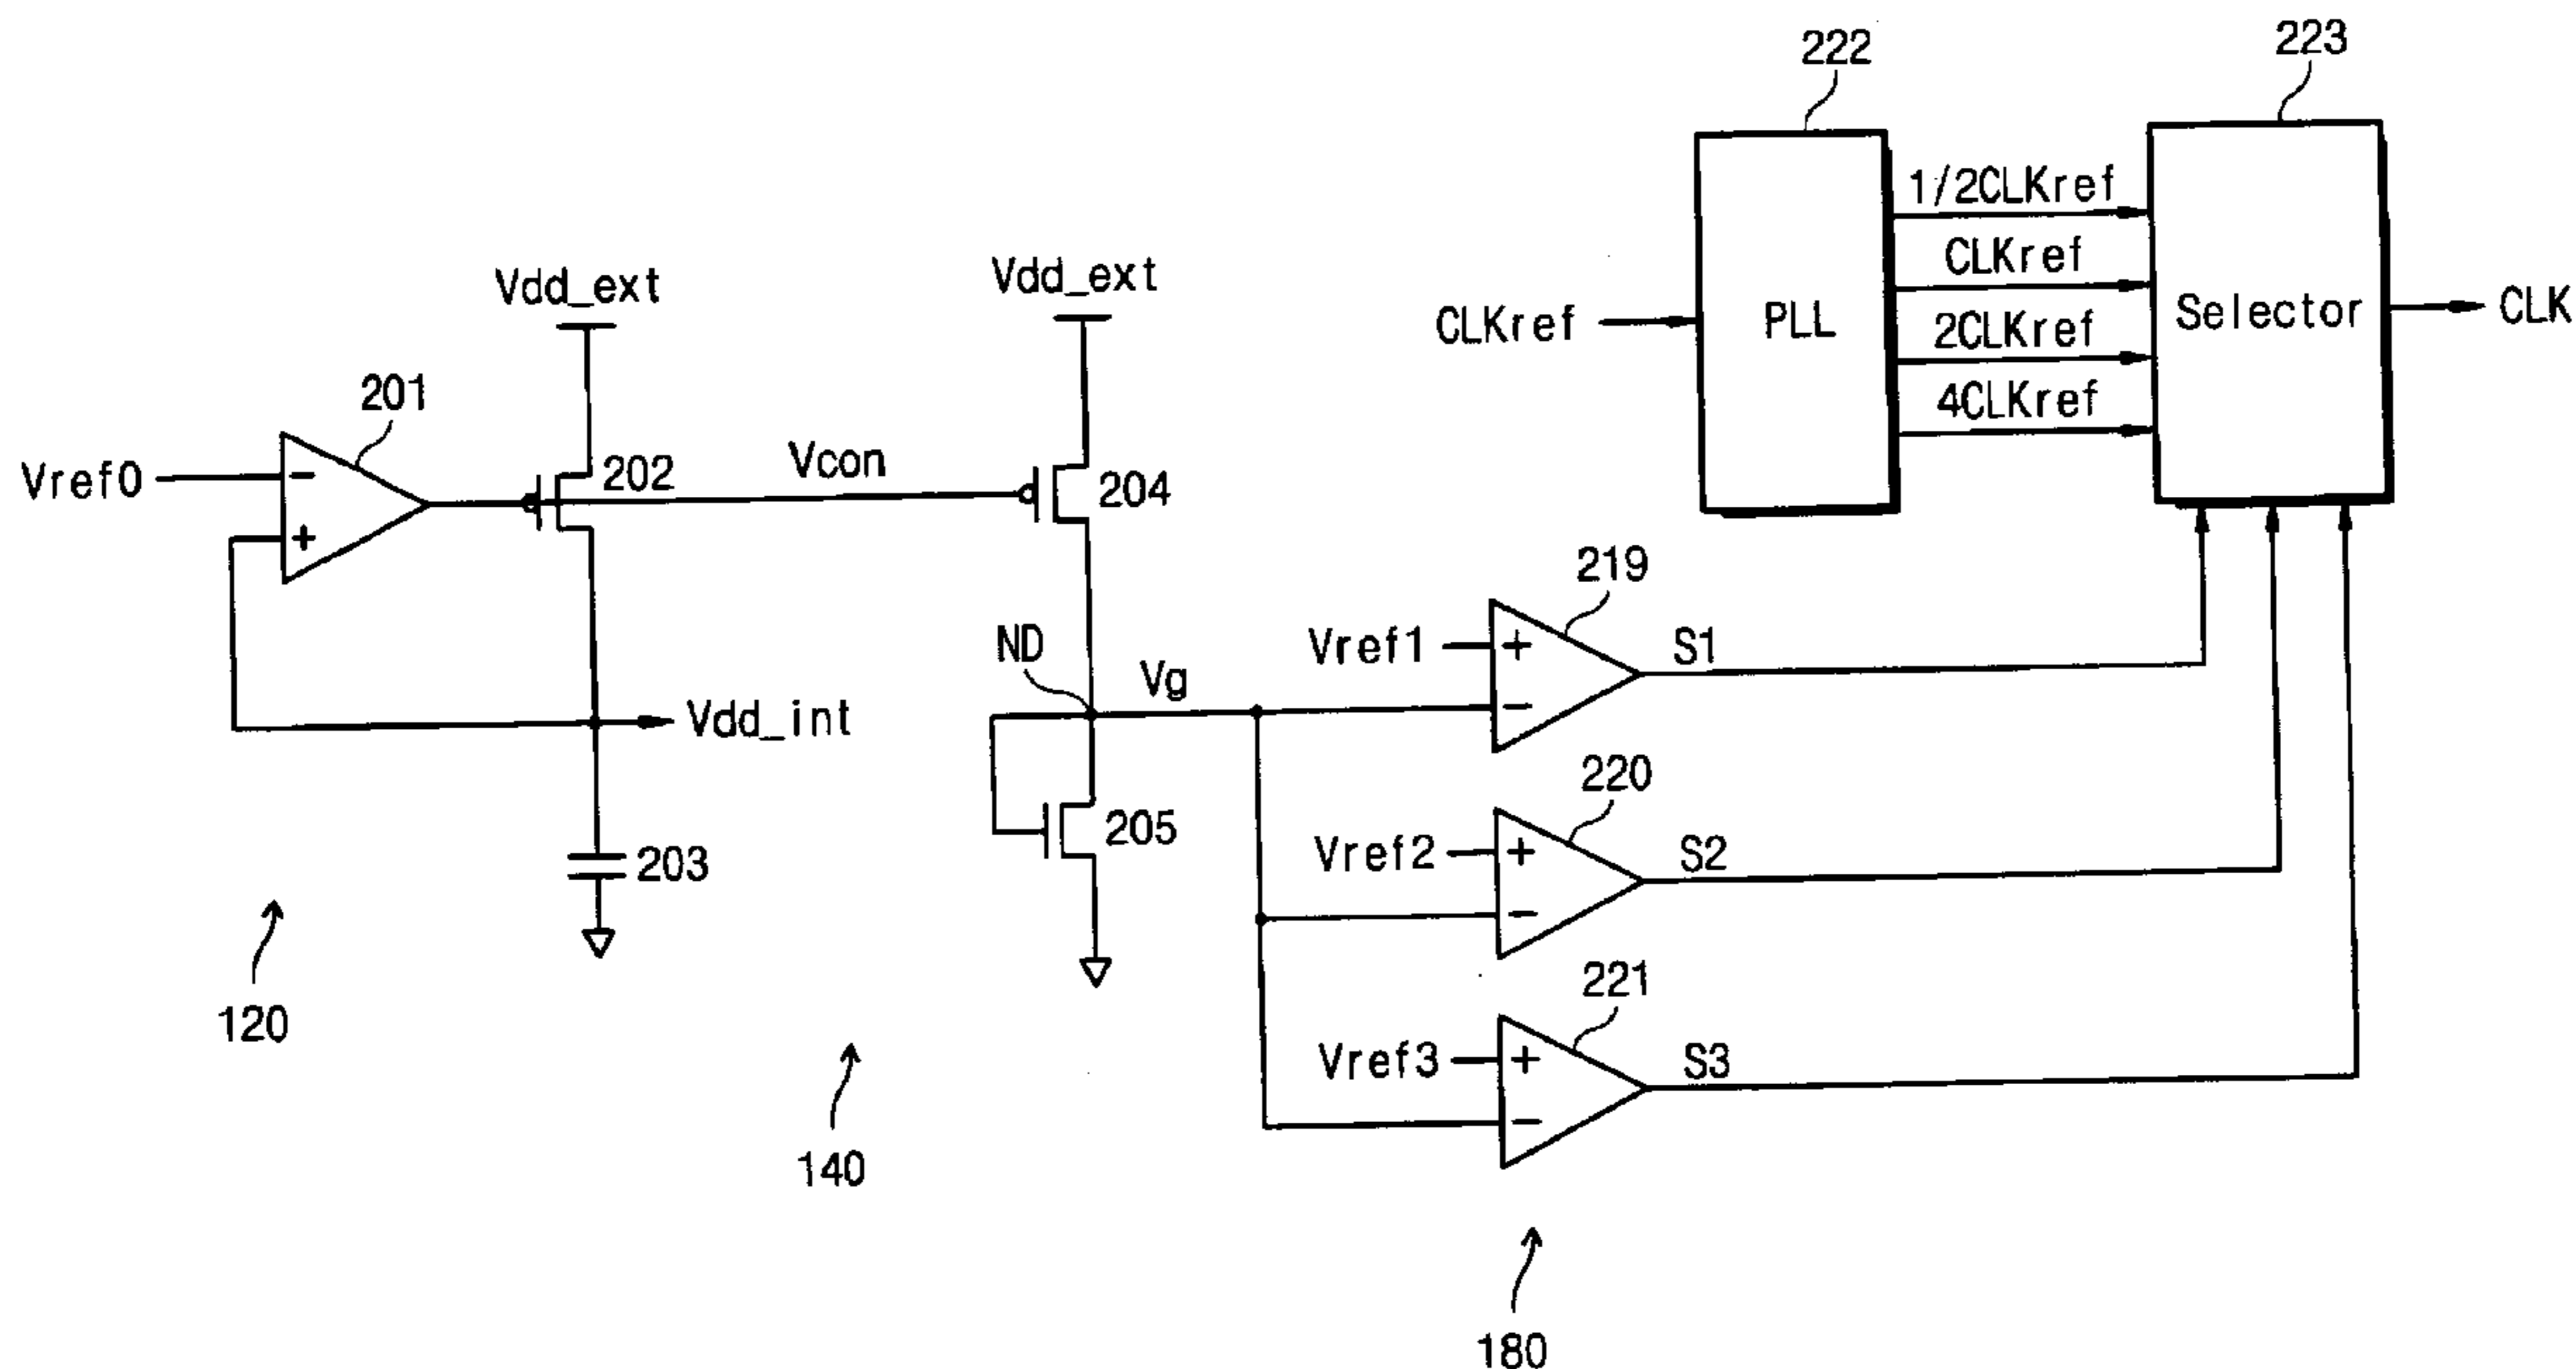 222
223
1/2CLKref
CLKref
2CLKref
4CLKref
CLKref
PLL
Selector
CLK
Vdd_ext
Vdd_ext
201
202
Vcon
204
Vref0
-
+
219
ND
Vref1
+
-
S1
Vg
Vdd_int
220
205
203
Vref2
+
-
S2
221
Vref3
+
-
S3
120
140
180